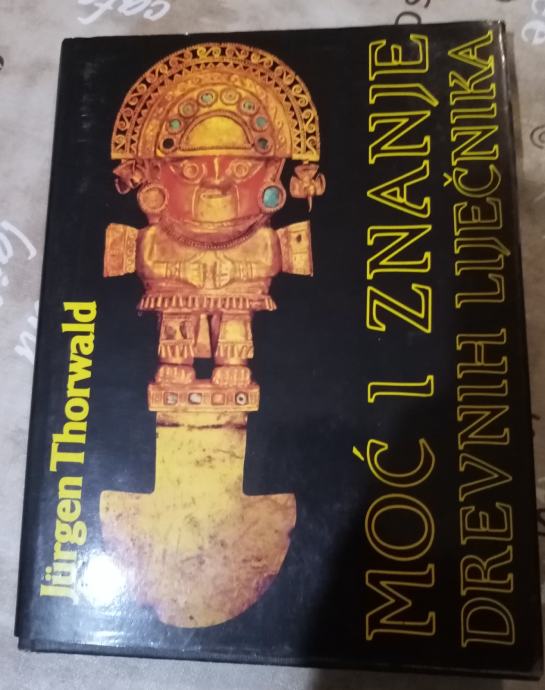 Jürgen Thorwald
MOĆ I ZNANJE
DREVNIH LIJEČNIKA